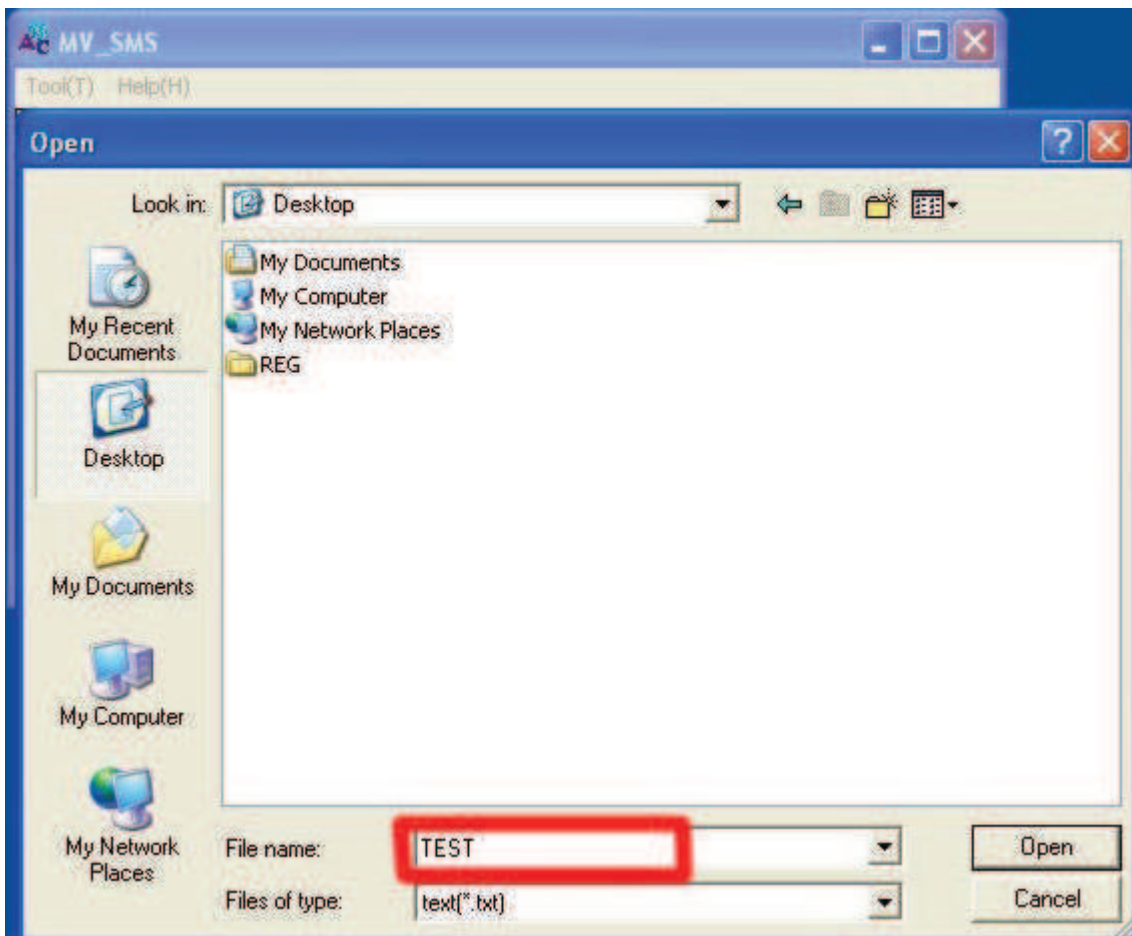 MV_SMS
Tool(T) Help(H)
Open
Look in: Desktop
My Documents
My Computer
My Network Places
REG
My Recent
Documents
Desktop
My Documents
My Computer
My Network
Places
File name: TEST Open
Files of type: text(*.txt) Cancel